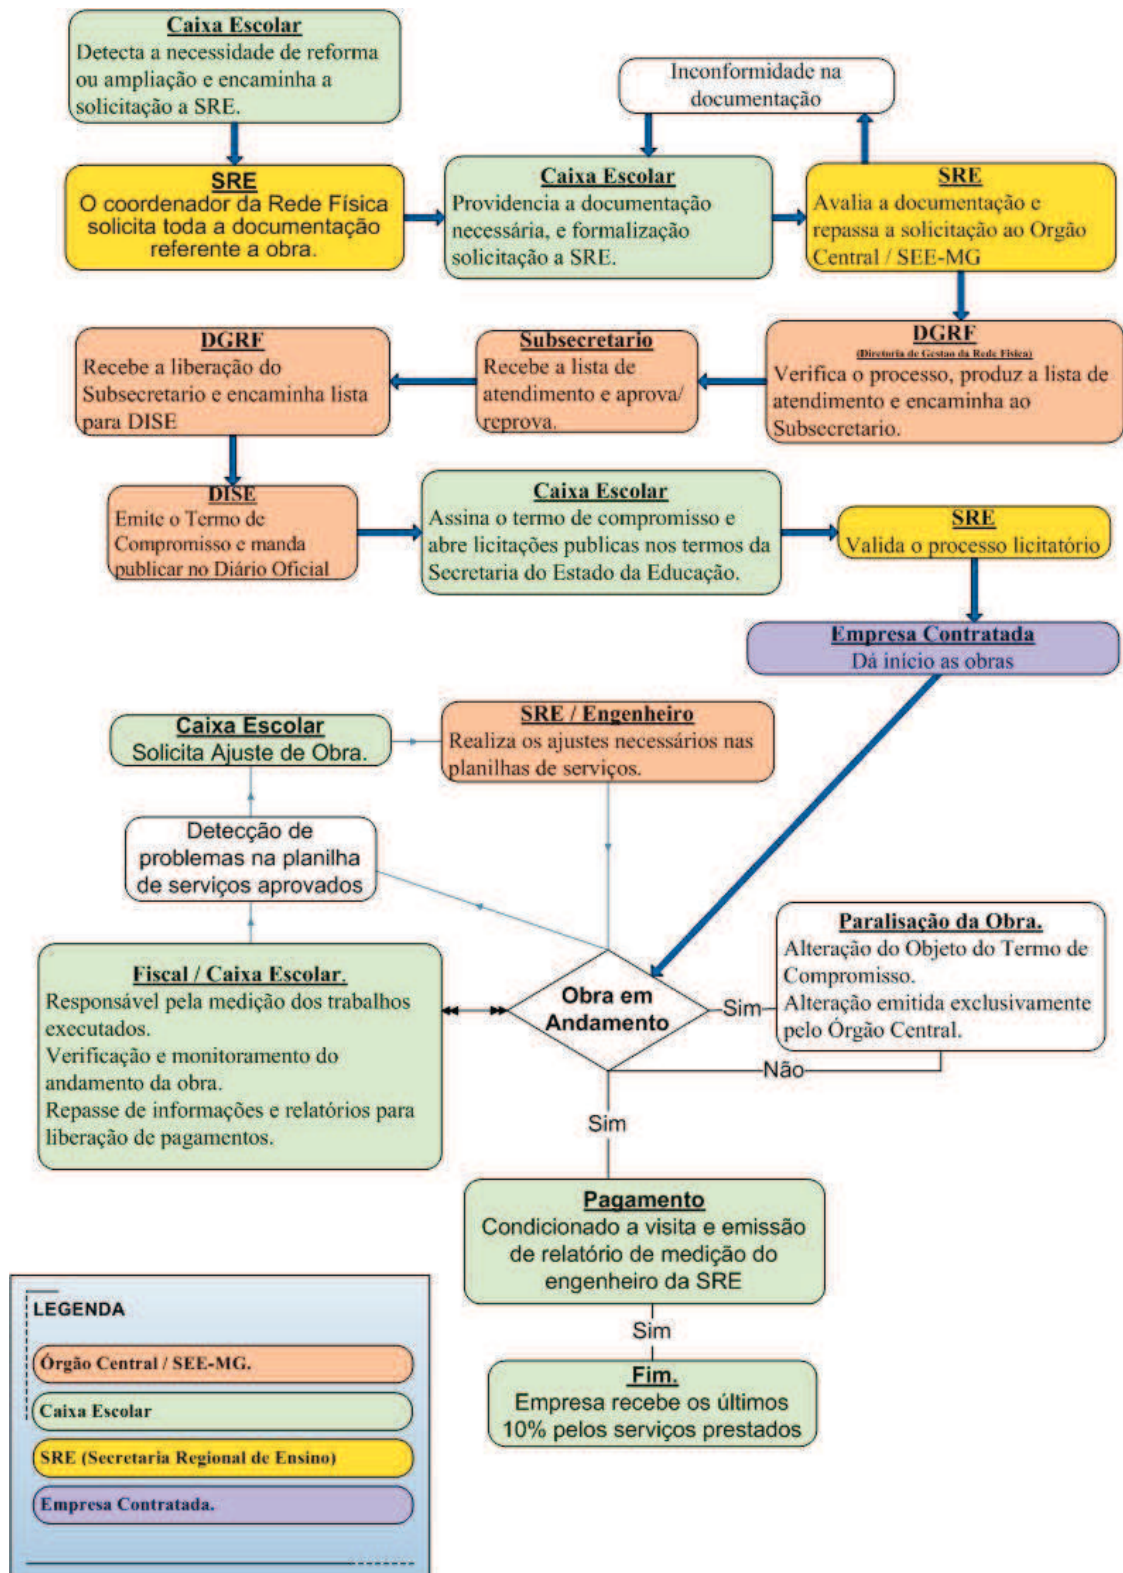 Caixa Escolar
Detecta a necessidade de reforma
ou ampliação e encaminha a
solicitação a SRE.
Inconformidade na
documentação
SRE
O coordenador da Rede Física
solicita toda a documentação
referente a obra.
Caixa Escolar
Providencia a documentação
necessária, e formalização
solicitação a SRE.
SRE
Avalia a documentação e
repassa a solicitação ao Orgão
Central / SEE-MG
DGRF
Recebe a liberação do
Subsecretario e encaminha lista
para DISE
Subsecretario
Recebe a lista de
atendimento e aprova/
reprova.
DGRF
(Diretoria de Gestao da Rede Fisica)
Verifica o processo, produz a lista de
atendimento e encaminha ao
Subsecretario.
DISE
Emite o Termo de
Compromisso e manda
publicar no Diário Oficial
Caixa Escolar
Assina o termo de compromisso e
abre licitações publicas nos termos da
Secretaria do Estado da Educação.
SRE
Valida o processo licitatório
Empresa Contratada
Dá início as obras
Caixa Escolar
Solicita Ajuste de Obra.
SRE / Engenheiro
Realiza os ajustes necessários nas
planilhas de serviços.
Detecção de
problemas na planilha
de serviços aprovados
Fiscal / Caixa Escolar.
Responsável pela medição dos trabalhos
executados.
Verificação e monitoramento do
andamento da obra.
Repasse de informações e relatórios para
liberação de pagamentos.
Obra em
Andamento
Sim
Paralisação da Obra.
Alteração do Objeto do Termo de
Compromisso.
Alteração emitida exclusivamente
pelo Órgão Central.
Não
Sim
Pagamento
Condicionado a visita e emissão
de relatório de medição do
engenheiro da SRE
Sim
Fim.
Empresa recebe os últimos
10% pelos serviços prestados
LEGENDA
Órgão Central / SEE-MG.
Caixa Escolar
SRE (Secretaria Regional de Ensino)
Empresa Contratada.